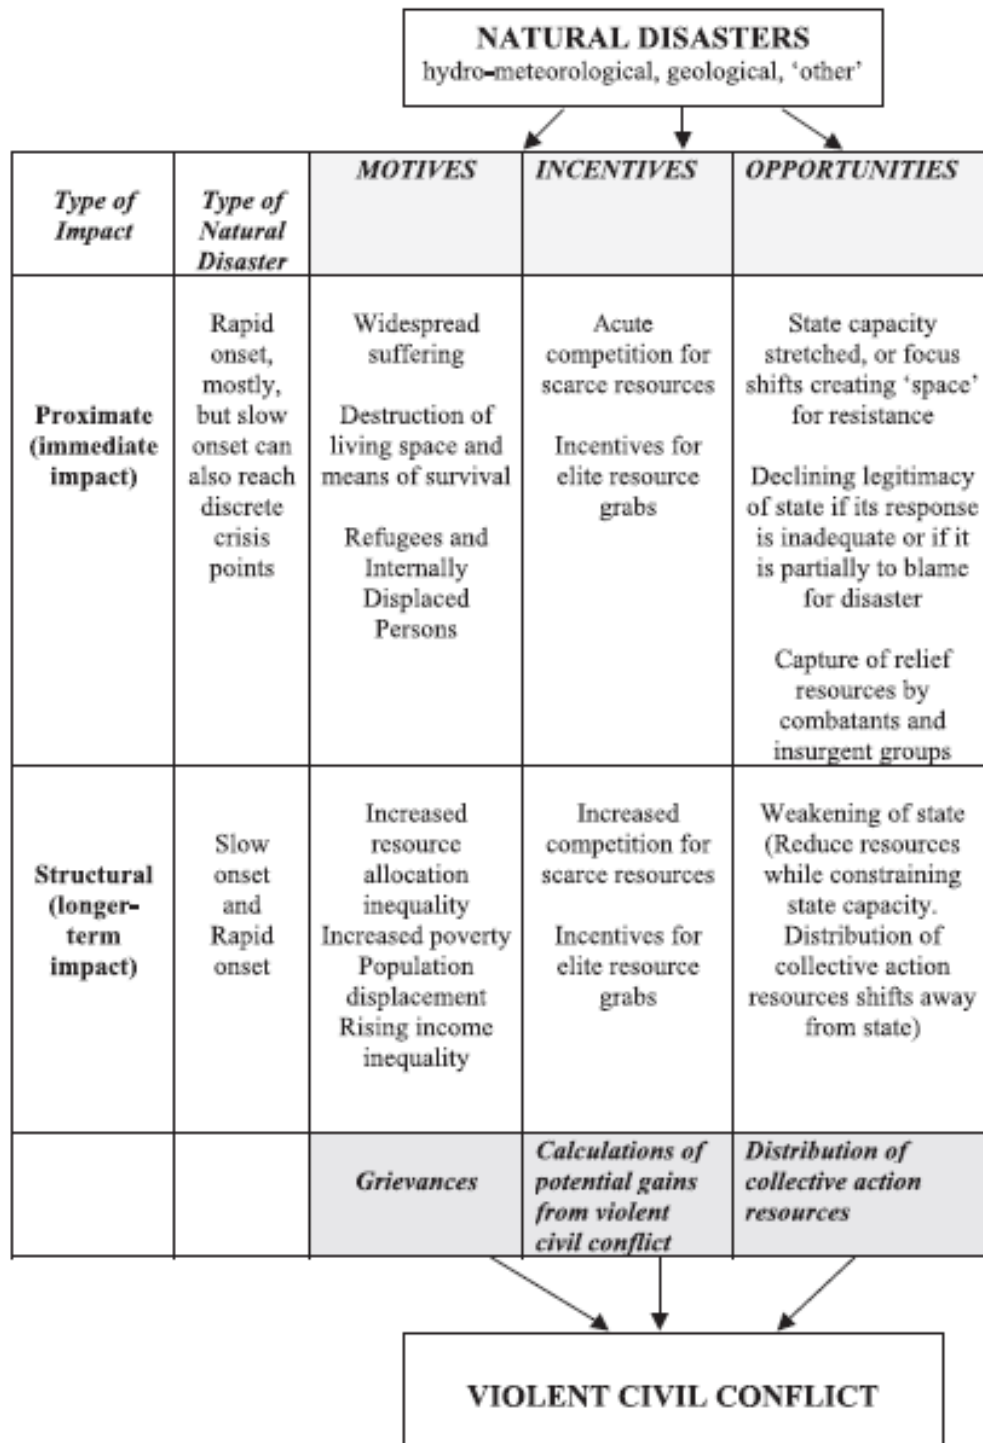 NATURAL DISASTERS
hydro-meteorological, geological, ‘other’
Type of
Impact
Type of
Natural
Disaster
MOTIVES
INCENTIVES
OPPORTUNITIES
Proximate
(immediate
impact)
Rapid
onset,
mostly,
but slow
onset can
also reach
discrete
crisis
points
Widespread
suffering
Destruction of
living space and
means of survival
Refugees and
Internally
Displaced
Persons
Acute
competition for
scarce resources
Incentives for
elite resource
grabs
State capacity
stretched, or focus
shifts creating ‘space’
for resistance
Declining legitimacy
of state if its response
is inadequate or if it
is partially to blame
for disaster
Capture of relief
resources by
combatants and
insurgent groups
Structural
(longer-
term
impact)
Slow
onset
and
Rapid
onset
Increased
resource
allocation
inequality
Increased poverty
Population
displacement
Rising income
inequality
Increased
competition for
scarce resources
Incentives for
elite resource
grabs
Weakening of state
(Reduce resources
while constraining
state capacity.
Distribution of
collective action
resources shifts away
from state)
Grievances
Calculations of
potential gains
from violent
civil conflict
Distribution of
collective action
resources
VIOLENT CIVIL CONFLICT